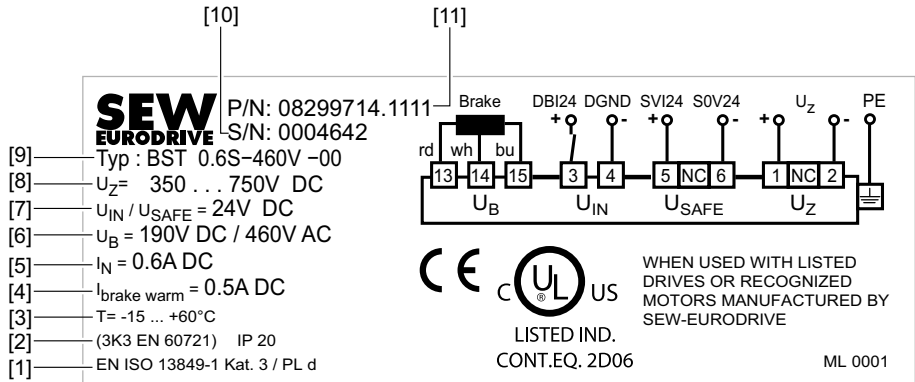 [10] [11]
SEW
EURODRIVE
P/N: 08299714.1111
S/N: 0004642
[9] Typ : BST 0.6S-460V -00
[8] UZ= 350 . . . 750V DC
[7] UIN / USAFE = 24V DC
[6] UB = 190V DC / 460V AC
[5] IN = 0.6A DC
[4] Ibrake warm = 0.5A DC
[3] T= -15 ... +60°C
[2] (3K3 EN 60721) IP 20
[1] EN ISO 13849-1 Kat. 3 / PL d
Brake DBI24 DGND SVI24 S0V24 UZ PE
+ - + - + -
rd wh bu
13 14 15 3 4 5 NC 6 1 NC 2
UB UIN USAFE UZ
CE
C UL ® US
LISTED IND.
CONT.EQ. 2D06
WHEN USED WITH LISTED
DRIVES OR RECOGNIZED
MOTORS MANUFACTURED BY
SEW-EURODRIVE
ML 0001